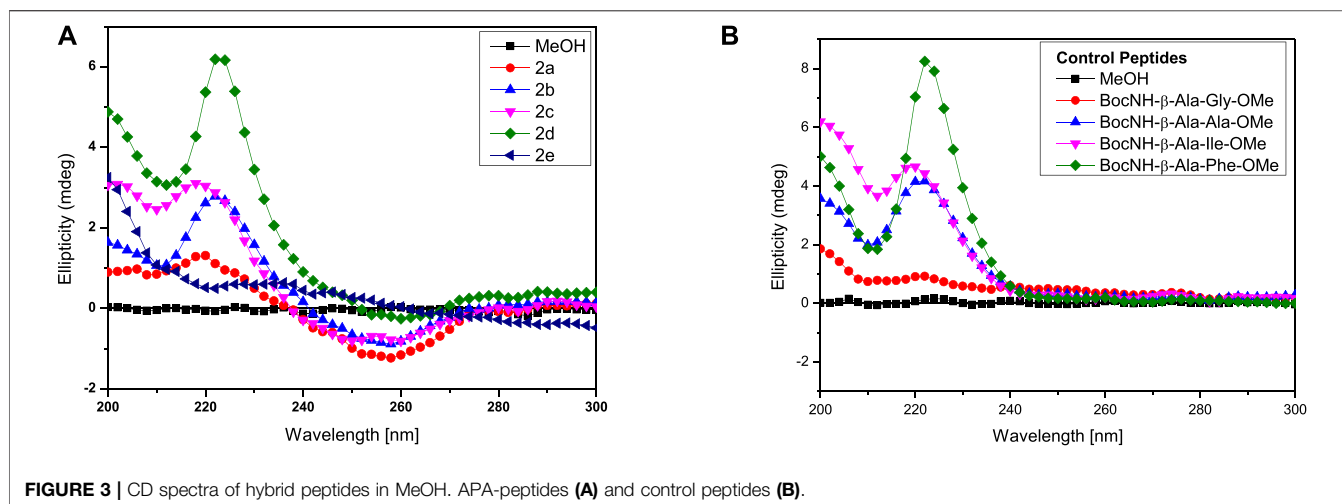 A
Ellipticity (mdeg)
6
4
2
0
-2
200 220 240 260 280 300
Wavelength [nm]
MeOH
2a
2b
2c
2d
2e
B
Ellipticity (mdeg)
8
6
4
2
0
-2
200 220 240 260 280 300
Wavelength [nm]
Control Peptides
MeOH
BocNH-β-Ala-Gly-OMe
BocNH-β-Ala-Ala-OMe
BocNH-β-Ala-Ile-OMe
BocNH-β-Ala-Phe-OMe
FIGURE 3 | CD spectra of hybrid peptides in MeOH. APA-peptides (A) and control peptides (B).